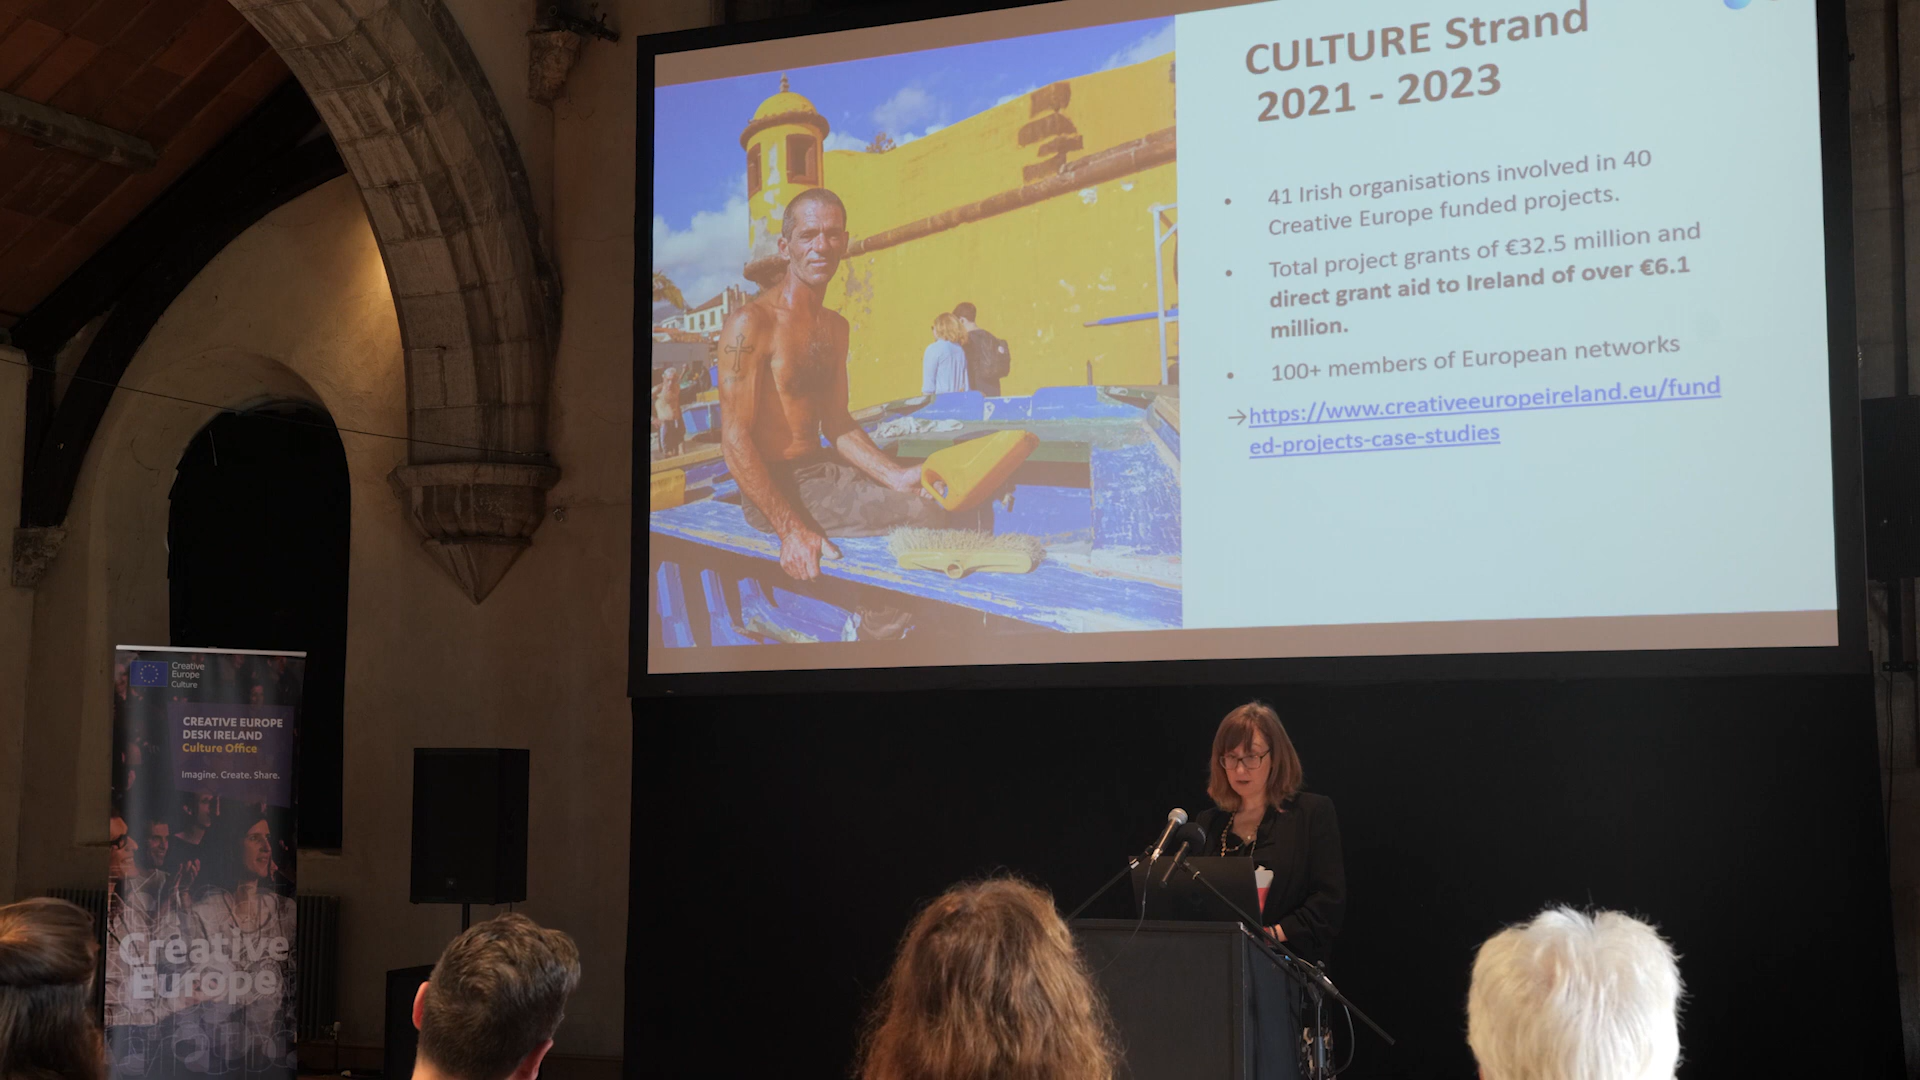 CULTURE Strand
2021 - 2023
• 41 Irish organisations involved in 40
Creative Europe funded projects.
• Total project grants of €32.5 million and
direct grant aid to Ireland of over €6.1
million.
• 100+ members of European networks
→https://www.creativeeuropeireland.eu/fund
ed-projects-case-studies
Creative
Europe
Culture
CREATIVE EUROPE
DESK IRELAND
Culture Office
Imagine. Create. Share.
Creative
Europe